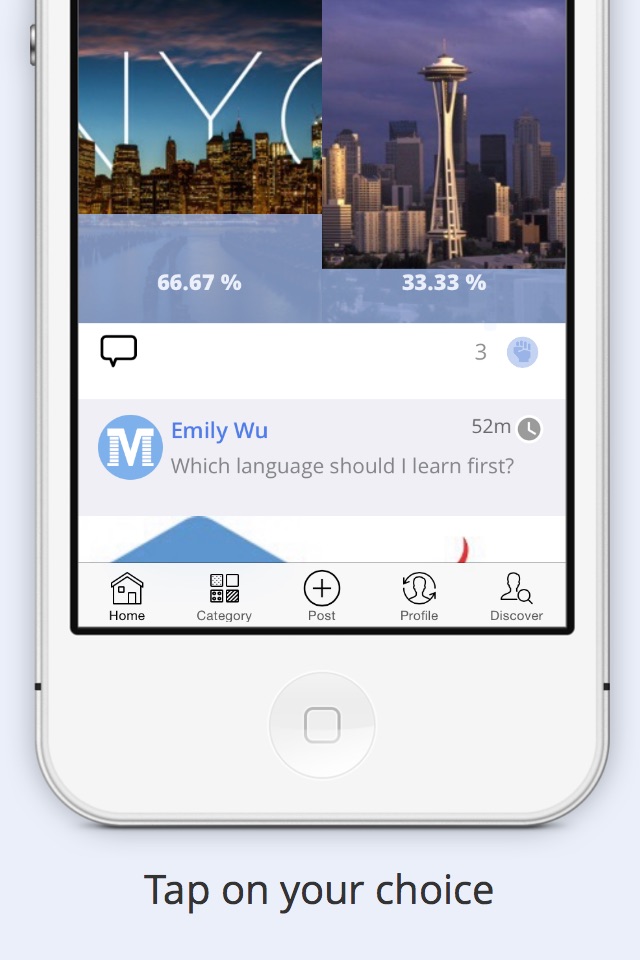 NYC
66.67 %
33.33 %
3
M
Emily Wu
52m
Which language should I learn first?
Home
Category
Post
Profile
Discover
Tap on your choice